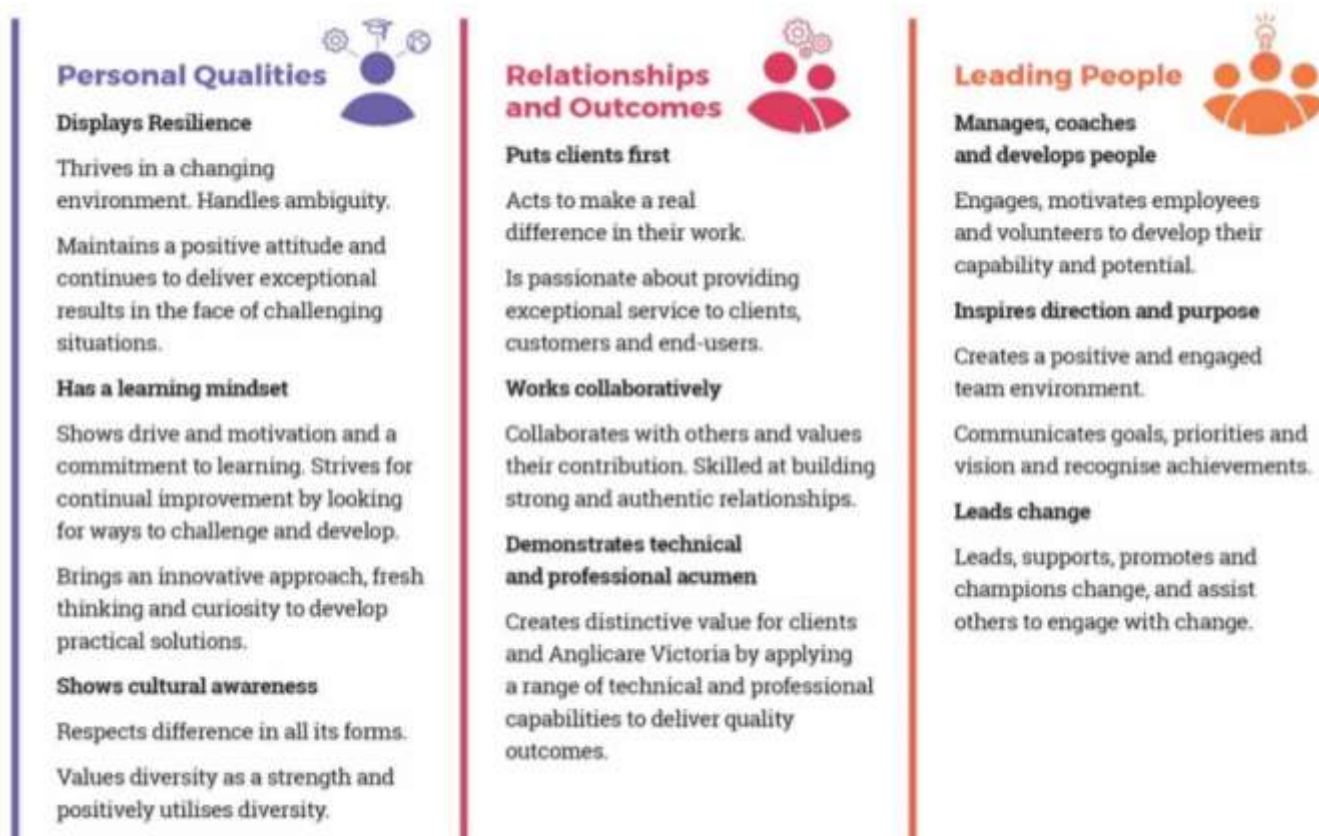 Personal Qualities
Displays Resilience
Thrives in a changing
environment. Handles ambiguity.
Maintains a positive attitude and
continues to deliver exceptional
results in the face of challenging
situations.
Has a learning mindset
Shows drive and motivation and a
commitment to learning. Strives for
continual improvement by looking
for ways to challenge and develop.
Brings an innovative approach, fresh
thinking and curiosity to develop
practical solutions.
Shows cultural awareness
Respects difference in all its forms.
Values diversity as a strength and
positively utilises diversity.
Relationships
and Outcomes
Puts clients first
Acts to make a real
difference in their work.
Is passionate about providing
exceptional service to clients,
customers and end-users.
Works collaboratively
Collaborates with others and values
their contribution. Skilled at building
strong and authentic relationships.
Demonstrates technical
and professional acumen
Creates distinctive value for clients
and Anglicare Victoria by applying
a range of technical and professional
capabilities to deliver quality
outcomes.
Leading People
Manages, coaches
and develops people
Engages, motivates employees
and volunteers to develop their
capability and potential.
Inspires direction and purpose
Creates a positive and engaged
team environment.
Communicates goals, priorities and
vision and recognise achievements.
Leads change
Leads, supports, promotes and
champions change, and assist
others to engage with change.